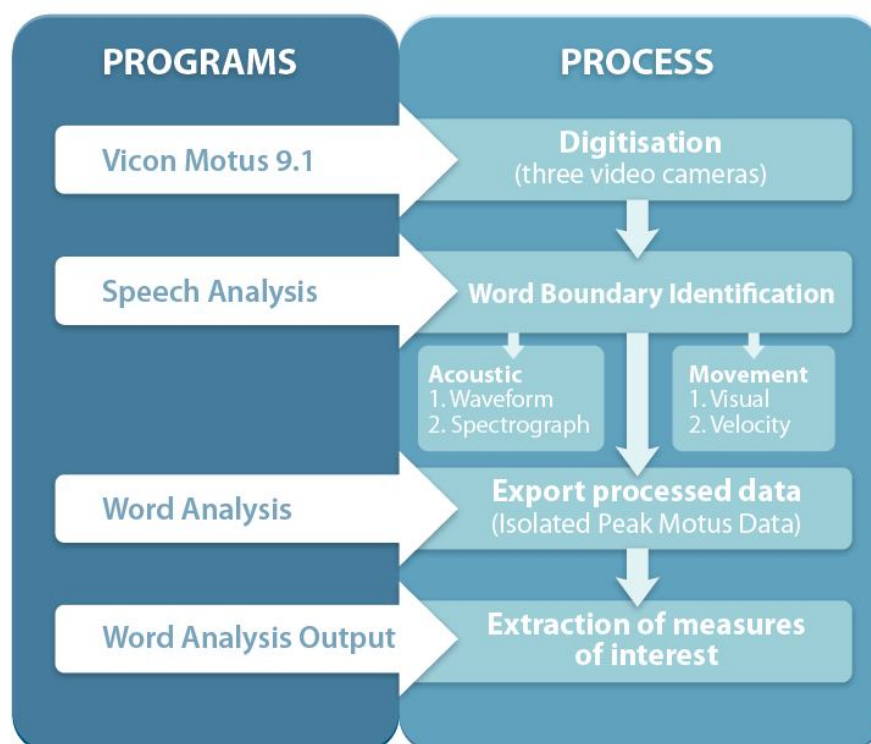 PROGRAMS
PROCESS
Vicon Motus 9.1
Digitisation
(three video cameras)
Speech Analysis
Word Boundary Identification
Acoustic
1. Waveform
2. Spectrograph
Movement
1. Visual
2. Velocity
Word Analysis
Export processed data
(Isolated Peak Motus Data)
Word Analysis Output
Extraction of measures
of interest